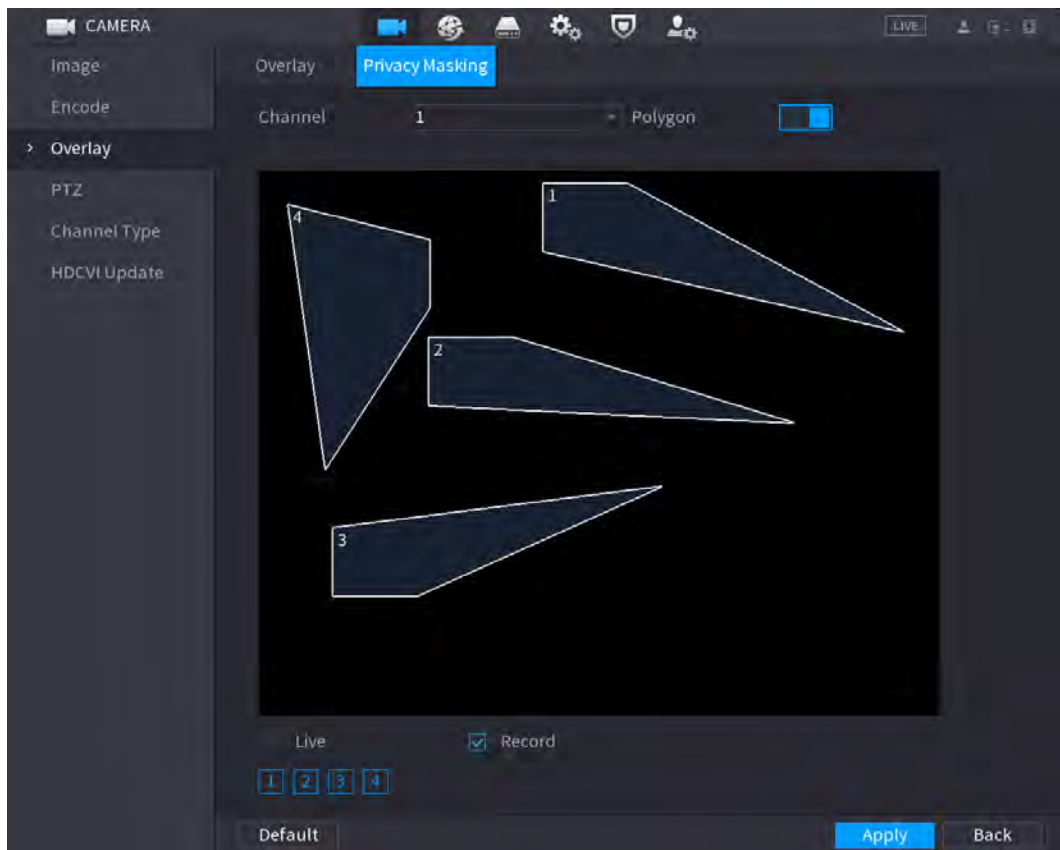 CAMERA LIVE
Image
Encode
Overlay
PTZ
Channel Type
HDCVI Update
Overlay Privacy Masking
Channel 1 Polygon
1
4
2
3
Live Record
1 2 3 4
Default Apply Back